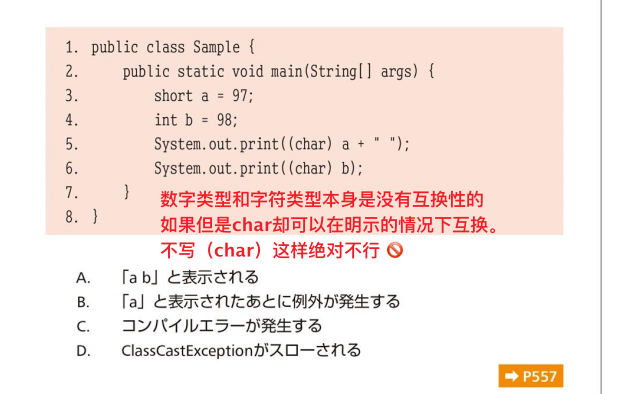 1. public class Sample {
2. public static void main(String[] args) {
3. short a = 97;
4. int b = 98;
5. System.out.print((char) a + " ");
6. System.out.print((char) b);
7. }
8. }
数字类型和字符类型本身是没有互换性的
如果但是char却可以在明示的情况下互换。
不写（char）这样绝对不行 🚫
A. 「a b」と表示される
B. 「a」と表示されたあとに例外が発生する
C. コンパイルエラーが発生する
D. ClassCastExceptionがスローされる
➡ P557